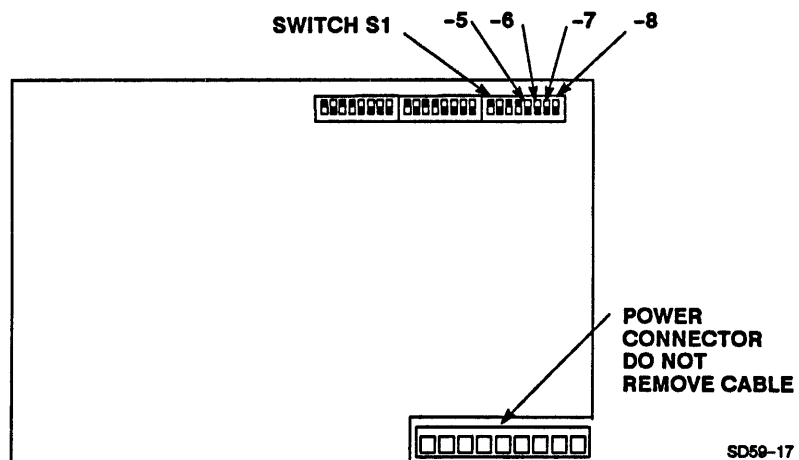 SWITCH S1
-5 -6 -7 -8
POWER
CONNECTOR
DO NOT
REMOVE CABLE
SD59-17